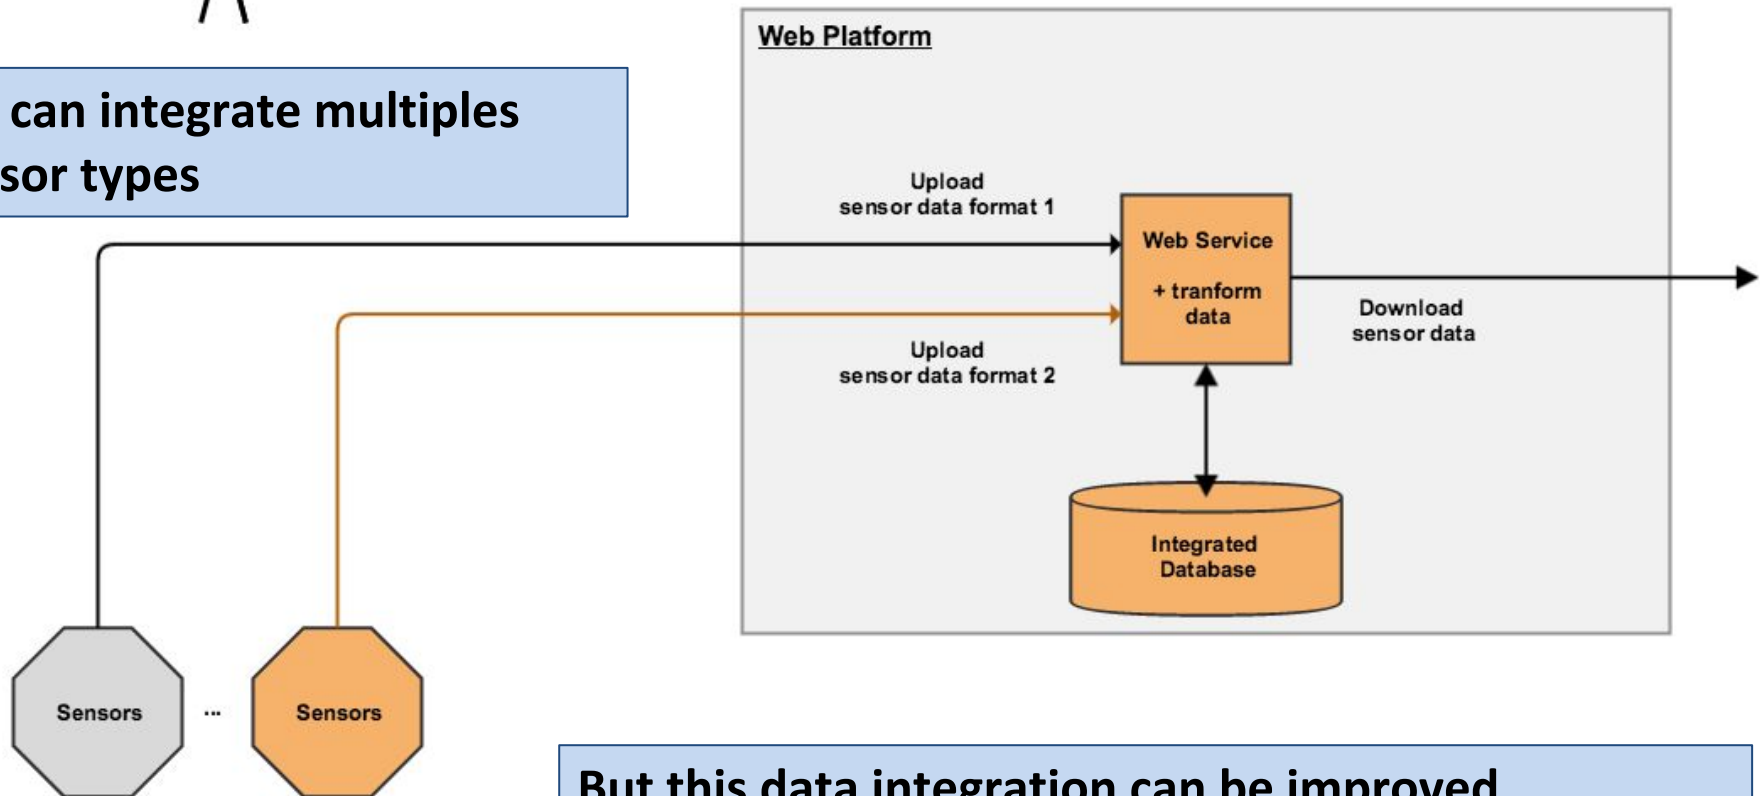 Web Platform
can integrate multiples
sor types
Upload
sensor data format 1
Web Service
+ tranform
data
Download
sensor data
Upload
sensor data format 2
Integrated
Database
Sensors
...
Sensors
But this data integration can be improved